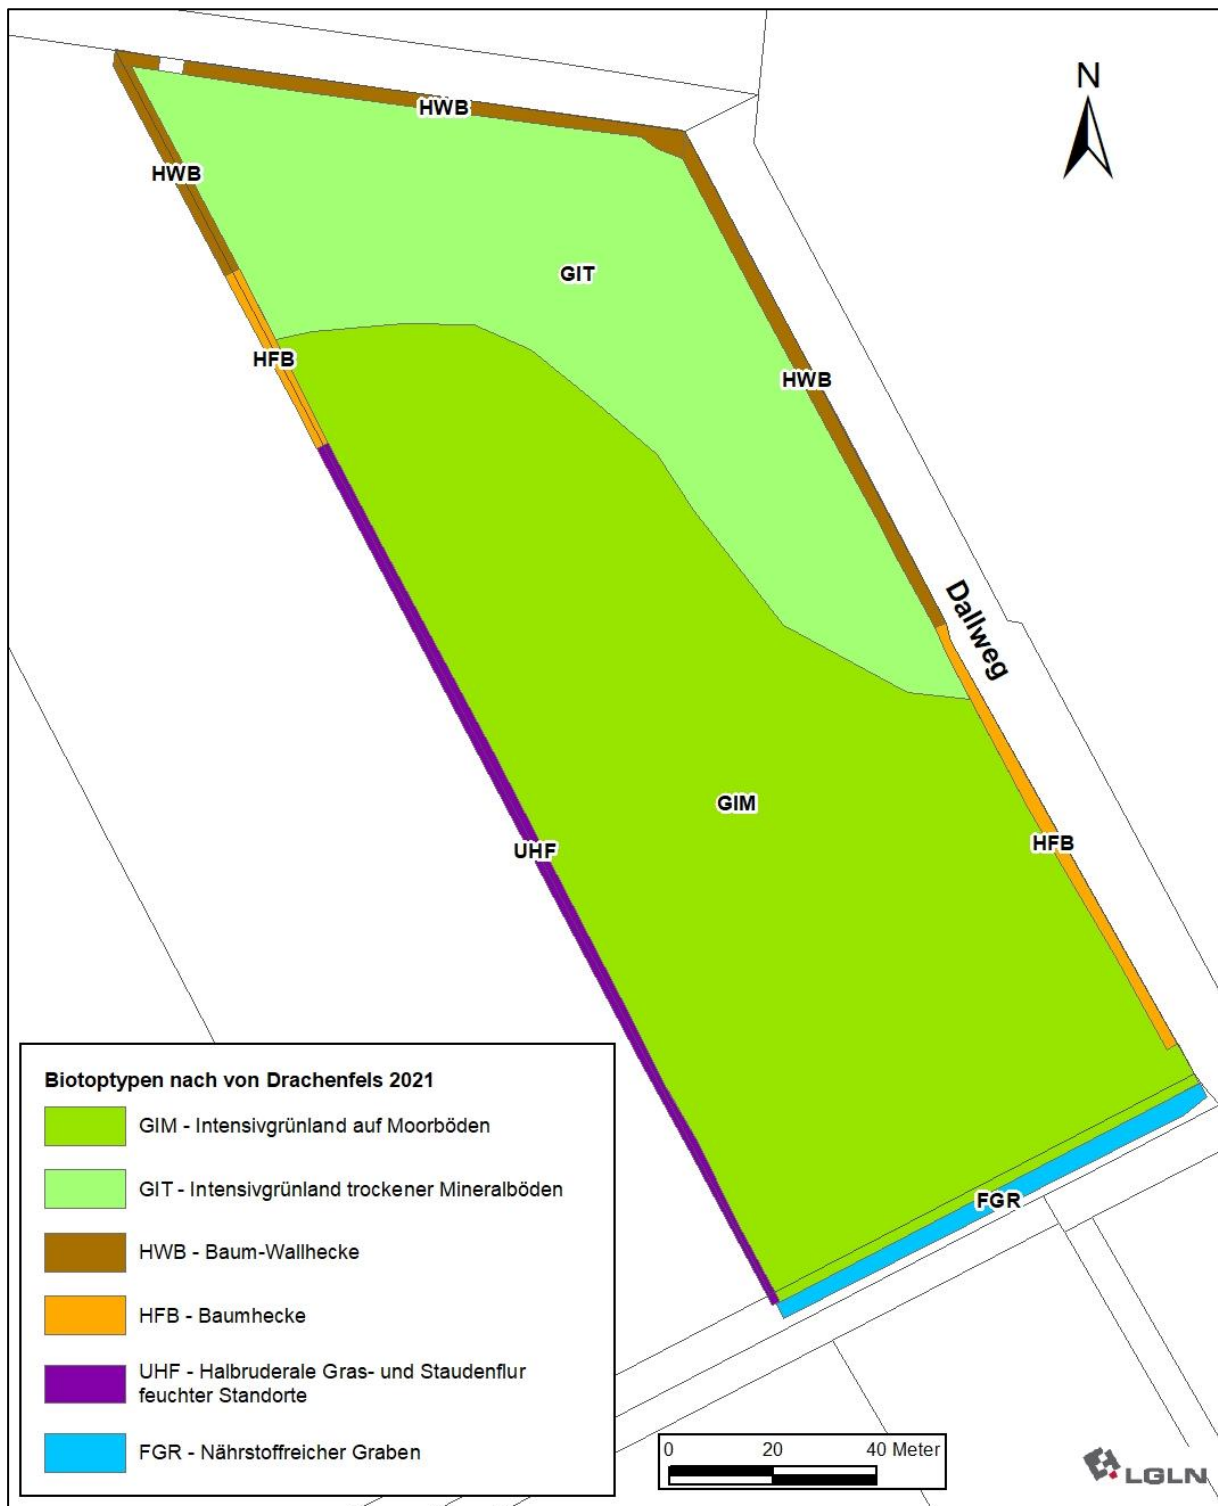 N
HWB
HWB
GIT
HFB
HWB
Dallweg
GIM
HFB
UHF
FGR
Biotoptypen nach von Drachenfels 2021
GIM - Intensivgrünland auf Moorböden
GIT - Intensivgrünland trockener Mineralböden
HWB - Baum-Wallhecke
HFB - Baumhecke
UHF - Halbruderale Gras- und Staudenflur
feuchter Standorte
FGR - Nährstoffreicher Graben
0 20 40 Meter
LGLN